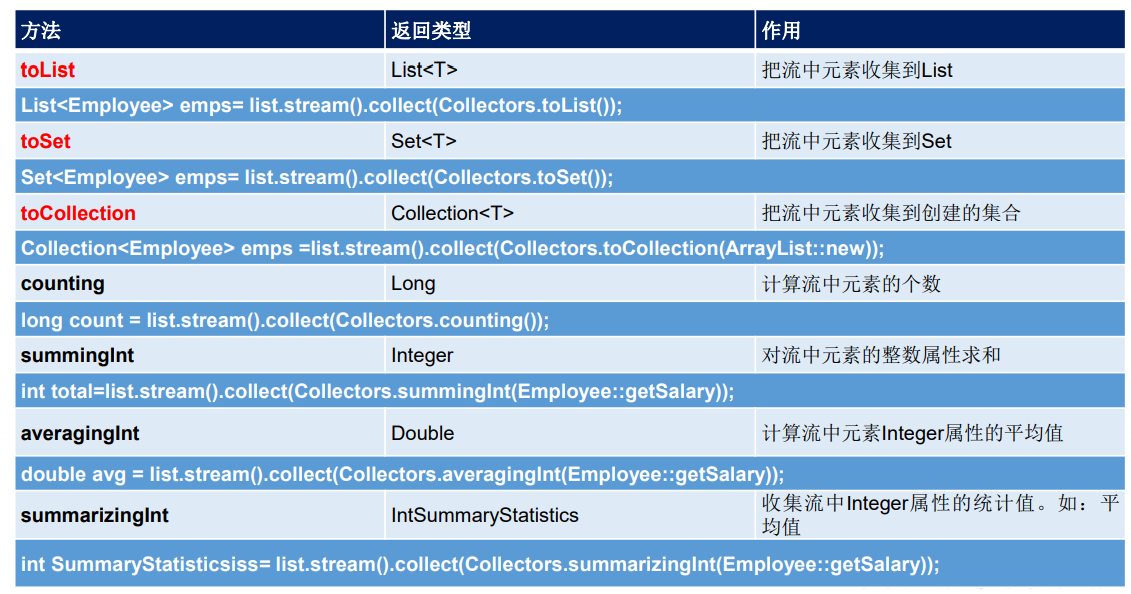 方法 返回类型 作用
toList List<T> 把流中元素收集到List
List<Employee> emps= list.stream().collect(Collectors.toList());
toSet Set<T> 把流中元素收集到Set
Set<Employee> emps= list.stream().collect(Collectors.toSet());
toCollection Collection<T> 把流中元素收集到创建的集合
Collection<Employee> emps =list.stream().collect(Collectors.toCollection(ArrayList::new));
counting Long 计算流中元素的个数
long count = list.stream().collect(Collectors.counting());
summingInt Integer 对流中元素的整数属性求和
int total=list.stream().collect(Collectors.summingInt(Employee::getSalary));
averagingInt Double 计算流中元素Integer属性的平均值
double avg = list.stream().collect(Collectors.averagingInt(Employee::getSalary));
summarizingInt IntSummaryStatistics 收集流中Integer属性的统计值。如：平
均值
int SummaryStatisticsiss= list.stream().collect(Collectors.summarizingInt(Employee::getSalary));